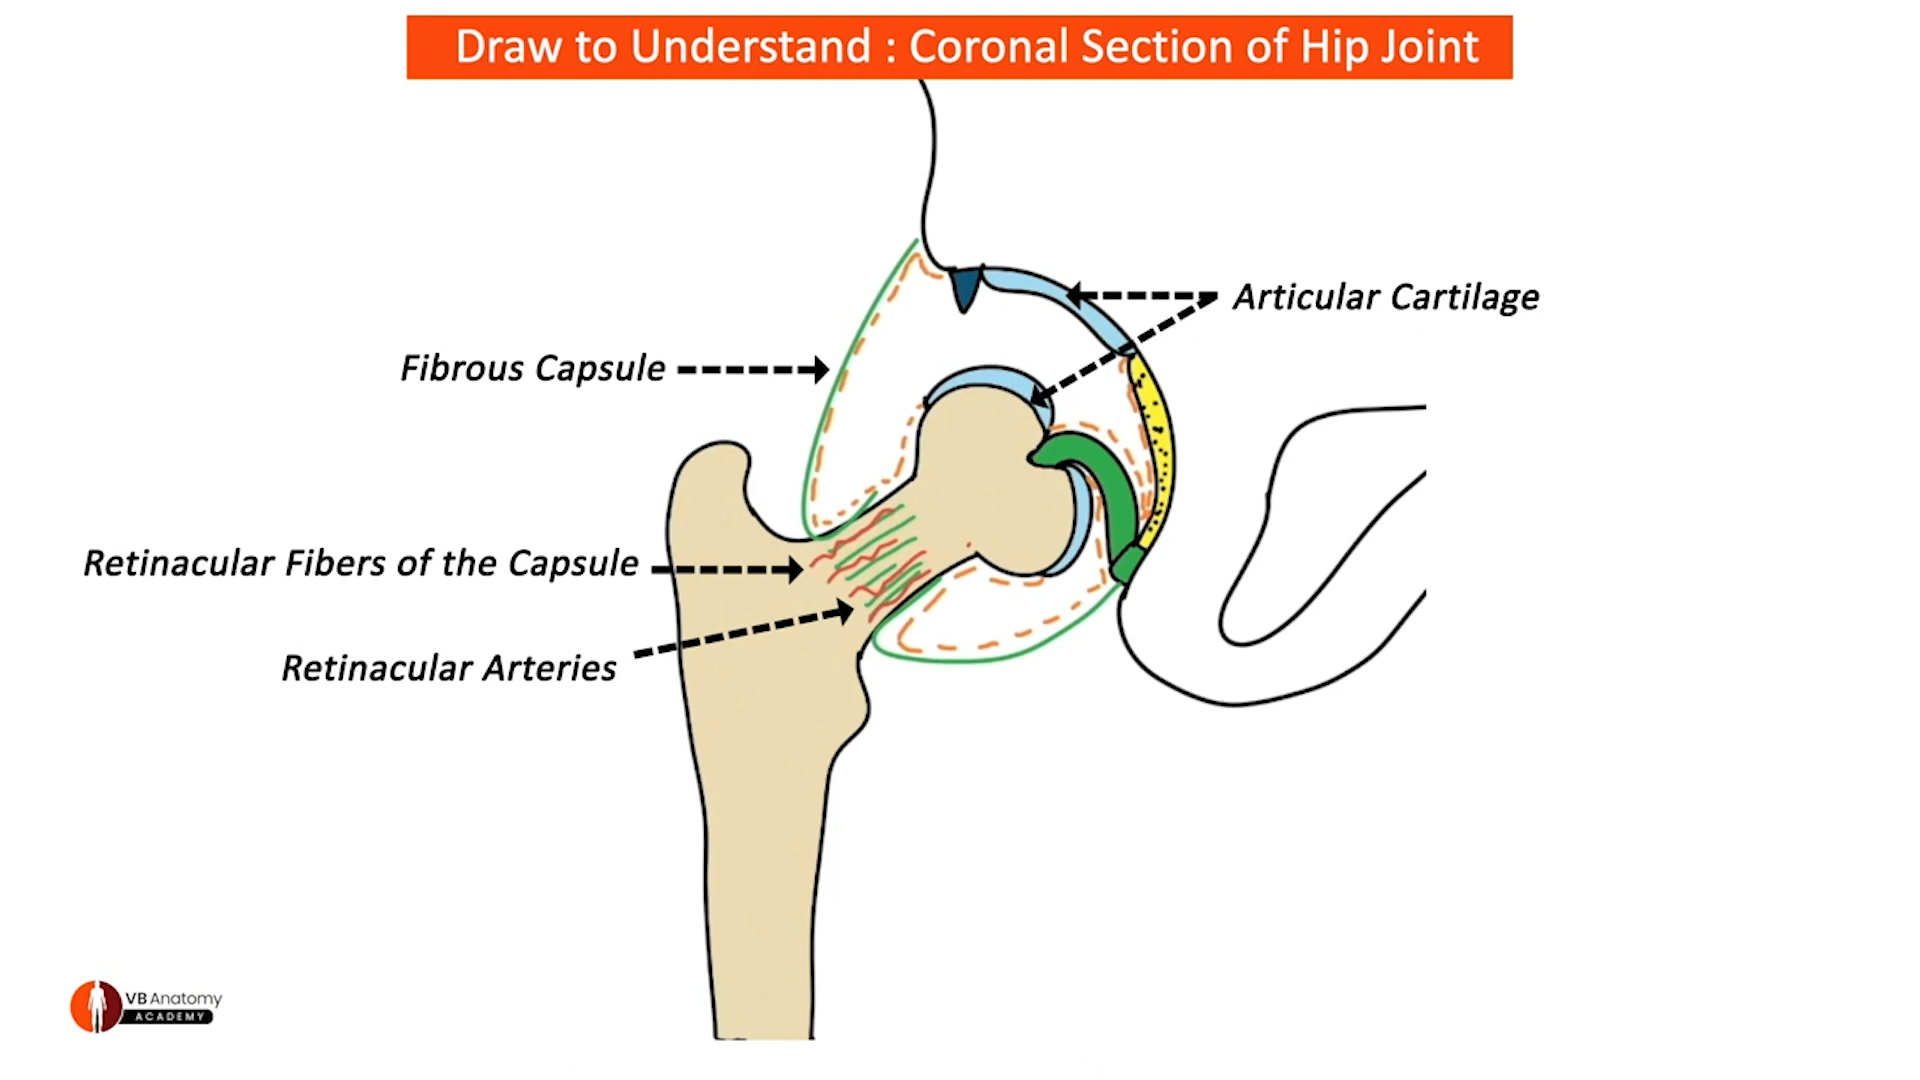 Draw to Understand : Coronal Section of Hip Joint
Articular Cartilage
Fibrous Capsule
Retinacular Fibers of the Capsule
Retinacular Arteries
VB Anatomy
ACADEMY